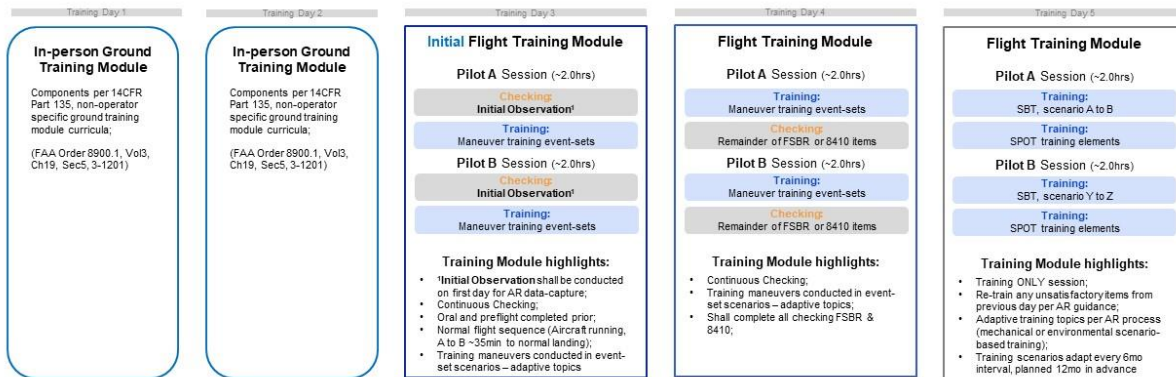 Training Day 1
In-person Ground
Training Module
Components per 14CFR
Part 135, non-operator
specific ground training
module curricula;
(FAA Order 8900.1, Vol3,
Ch19, Sec5, 3-1201)
Training Day 2
In-person Ground
Training Module
Components per 14CFR
Part 135, non-operator
specific ground training
module curricula;
(FAA Order 8900.1, Vol3,
Ch19, Sec5, 3-1201)
Training Day 3
Initial Flight Training Module
Pilot A Session (~2.0hrs)
Checking:
Initial Observation¹
Training:
Maneuver training event-sets
Pilot B Session (~2.0hrs)
Checking:
Initial Observation¹
Training:
Maneuver training event-sets
Training Module highlights:
• ¹Initial Observation shall be conducted
on first day for AR data-capture;
• Continuous Checking;
• Oral and preflight completed prior;
• Normal flight sequence (Aircraft running,
A to B ~35min to normal landing);
• Training maneuvers conducted in event-
set scenarios – adaptive topics
Training Day 4
Flight Training Module
Pilot A Session (~2.0hrs)
Training:
Maneuver training event-sets
Checking:
Remainder of FSBR or 8410 items
Pilot B Session (~2.0hrs)
Training:
Maneuver training event-sets
Checking:
Remainder of FSBR or 8410 items
Training Module highlights:
• Continuous Checking;
• Training maneuvers conducted in event-
set scenarios – adaptive topics;
• Shall complete all checking FSBR &
8410;
Training Day 5
Flight Training Module
Pilot A Session (~2.0hrs)
Training:
SBT, scenario A to B
Training:
SPOT training elements
Pilot B Session (~2.0hrs)
Training:
SBT, scenario Y to Z
Training:
SPOT training elements
Training Module highlights:
• Training ONLY session;
• Re-train any unsatisfactory items from
previous day per AR guidance;
• Adaptive training topics per AR process
(mechanical or environmental scenario-
based training);
• Training scenarios adapt every 6mo
interval, planned 12mo in advance